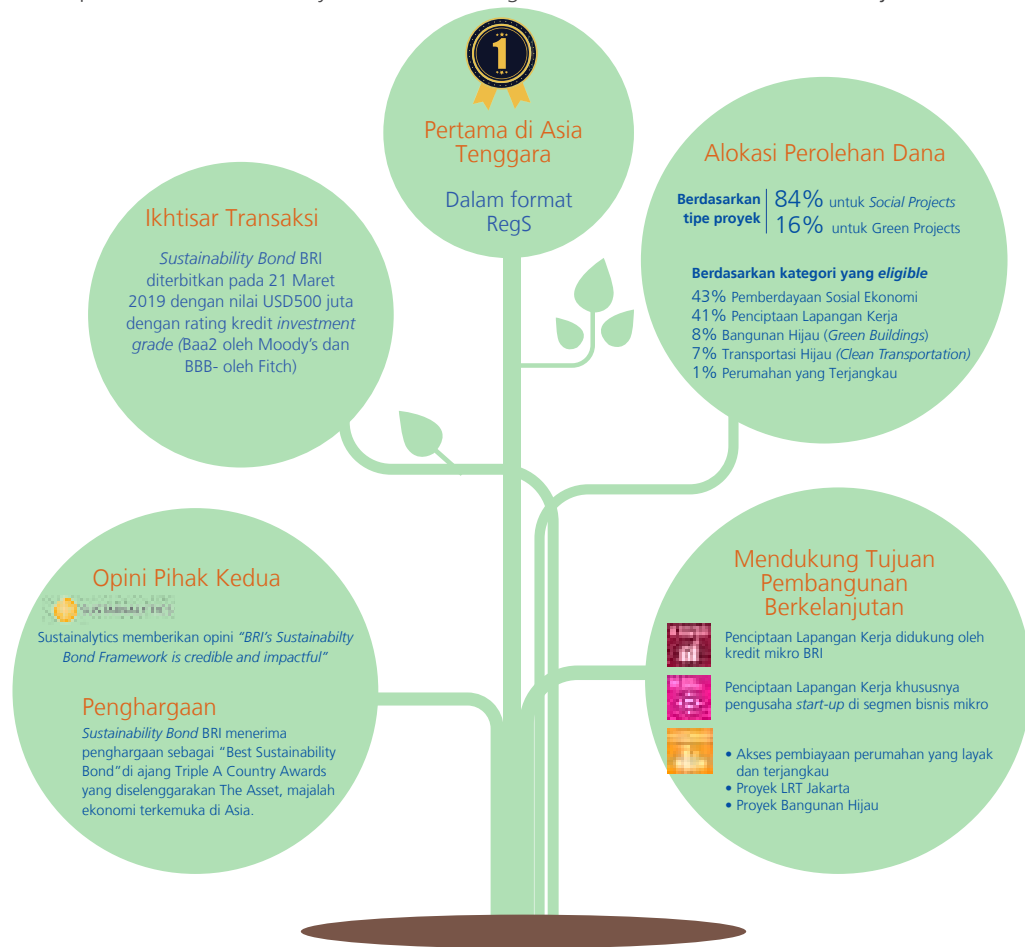 1
Pertama di Asia
Tenggara
Dalam format
RegS
Ikhtisar Transaksi
Sustainability Bond BRI
diterbitkan pada 21 Maret
2019 dengan nilai USD500 juta
dengan rating kredit investment
grade (Baa2 oleh Moody's dan
BBB- oleh Fitch)
Alokasi Perolehan Dana
Berdasarkan
tipe proyek
84% untuk Social Projects
16% untuk Green Projects
Berdasarkan kategori yang eligible
43% Pemberdayaan Sosial Ekonomi
41% Penciptaan Lapangan Kerja
8% Bangunan Hijau (Green Buildings)
7% Transportasi Hijau (Clean Transportation)
1% Perumahan yang Terjangkau
Opini Pihak Kedua
Sustainalytics memberikan opini "BRI's Sustainabilty
Bond Framework is credible and impactful"
Penghargaan
Sustainability Bond BRI menerima
penghargaan sebagai "Best Sustainability
Bond"di ajang Triple A Country Awards
yang diselenggarakan The Asset, majalah
ekonomi terkemuka di Asia.
Mendukung Tujuan
Pembangunan
Berkelanjutan
Penciptaan Lapangan Kerja didukung oleh
kredit mikro BRI
Penciptaan Lapangan Kerja khususnya
pengusaha start-up di segmen bisnis mikro
• Akses pembiayaan perumahan yang layak
dan terjangkau
• Proyek LRT Jakarta
• Proyek Bangunan Hijau